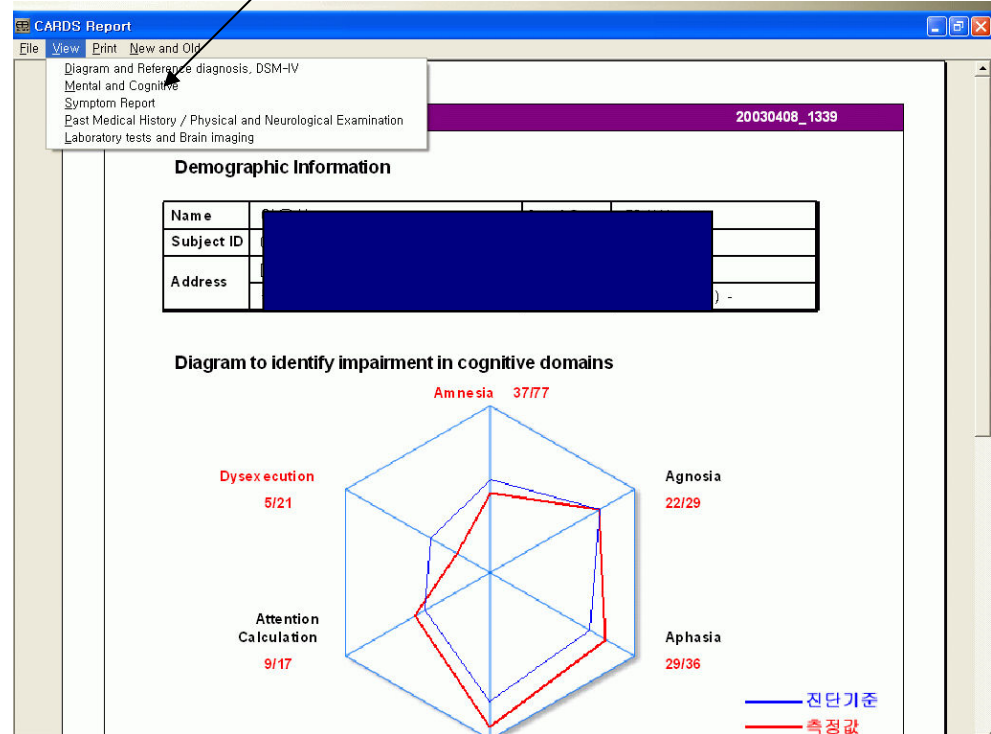 CARDS Report
File View Print New and Old
Diagram and Reference diagnosis, DSM-IV
Mental and Cognitive
Symptom Report
Past Medical History / Physical and Neurological Examination
Laboratory tests and Brain imaging
20030408_1339
Demographic Information
Name
Subject ID
Address
) -
Diagram to identify impairment in cognitive domains
Amnesia 37/77
Dysexecution
5/21
Agnosia
22/29
Attention
Calculation
9/17
Aphasia
29/36
진단기준
측정값